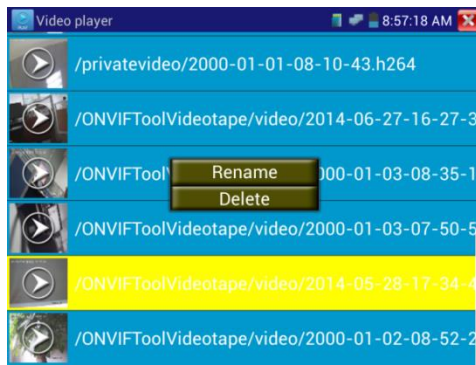 Video player 8:57:18 AM
/privatevideo/2000-01-01-08-10-43.h264
/ONVIFToolVideotape/video/2014-06-27-16-27-3
/ONVIFTool 000-01-03-08-35-1
Rename
Delete
/ONVIFToolVideotape/video/2000-01-03-07-50-5
/ONVIFToolVideotape/video/2014-05-28-17-34-4
/ONVIFToolVideotape/video/2000-01-02-08-52-2